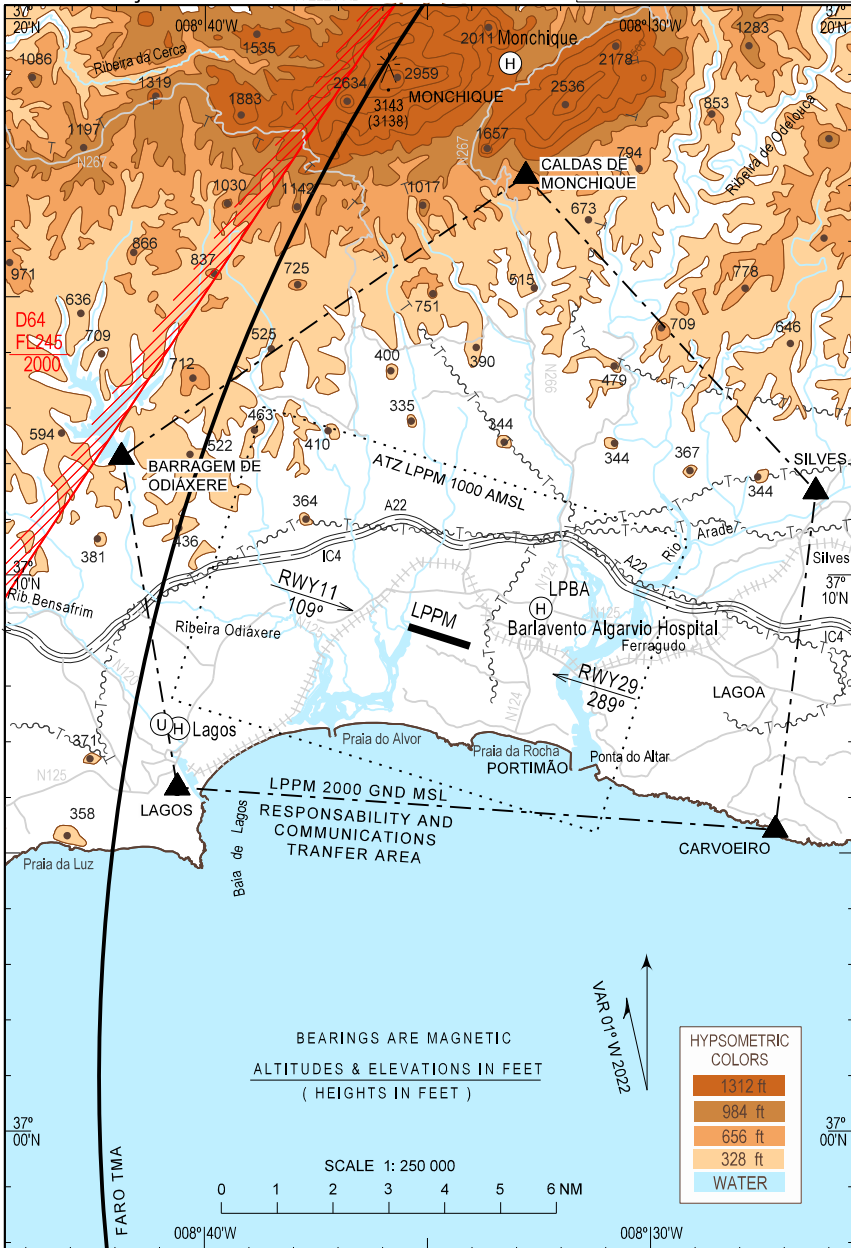 37°
20'N
008° 40'W
008° 30'W
37°
20'N
1535
2011 Monchique
1283
Ribeira da Cerca
H
2178
1086
2959
1319
2634
MONCHIQUE
2536
1883
3143
(3138)
853
1197
N267
1657
794
N267
CALDAS DE
MONCHIQUE
Ribeira de Odelouca
1030
1142
1017
673
866
971
837
725
515
778
636
751
D64
FL245
2000
709
525
709
646
400
390
N266
712
479
335
463
344
594
522
410
344
367
SILVES
BARRAGEM DE
ODIÁXERE
ATZ LPPM 1000 AMSL
344
364
A22
Rio Arade
436
381
IC4
A22
Silves
37°
10'N
RWY11
109°
N124
LPBA
37°
10'N
Rib.Bensafrim
LPPM
H
N125
Ribeira Odiáxere
N125
Barlavento Algarvio Hospital
Ferragudo
IC4
N120
RWY29
289°
LAGOA
N124
U H Lagos
371
Praia do Alvor
Praia da Rocha
PORTIMÃO
Ponta do Altar
N125
LPPM 2000 GND MSL
LAGOS
RESPONSABILITY AND
COMMUNICATIONS
TRANFER AREA
358
Baia de Lagos
CARVOEIRO
Praia da Luz
VAR 01° W 2022
BEARINGS ARE MAGNETIC
ALTITUDES & ELEVATIONS IN FEET
( HEIGHTS IN FEET )
HYPSOMETRIC
COLORS
1312 ft
984 ft
656 ft
328 ft
WATER
37°
00'N
37°
00'N
FARO TMA
SCALE 1: 250 000
0 1 2 3 4 5 6 NM
008° 40'W
008° 30'W